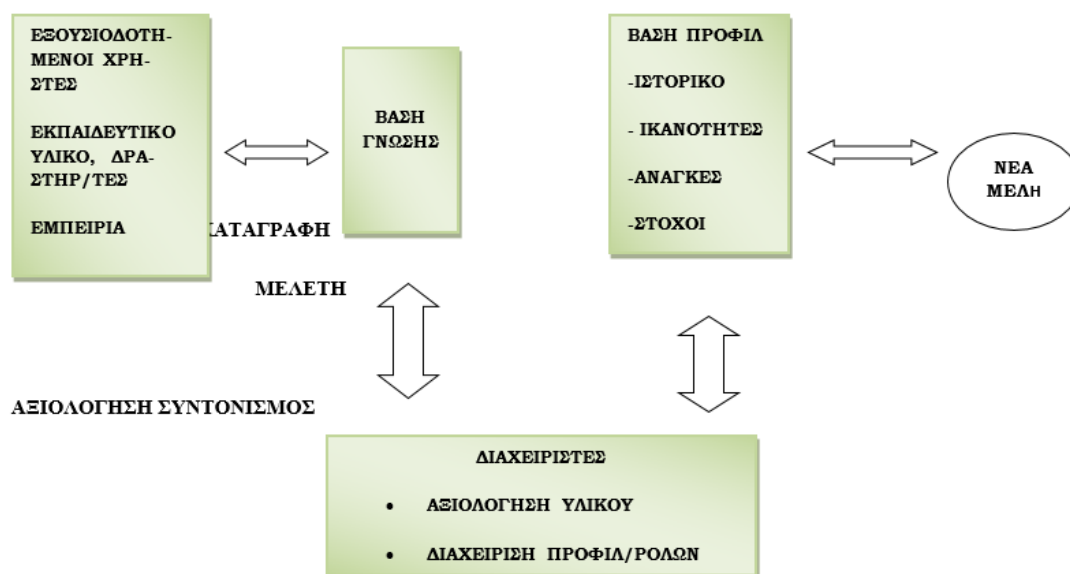 ΕΞΟΥΣΙΟΔΟΤΗ-
ΜΕΝΟΙ ΧΡΗ-
ΣΤΕΣ
ΕΚΠΑΙΔΕΥΤΙΚΟ
ΥΛΙΚΟ, ΔΡΑ-
ΣΤΗΡ/ΤΕΣ
ΕΜΠΕΙΡΙΑ
ΒΑΣΗ
ΓΝΩΣΗΣ
ΒΑΣΗ ΠΡΟΦΙΛ
-ΙΣΤΟΡΙΚΟ
- ΙΚΑΝΟΤΗΤΕΣ
-ΑΝΑΓΚΕΣ
-ΣΤΟΧΟΙ
ΝΕΑ
ΜΕΛΗ
ΑΤΑΓΡΑΦΗ
ΜΕΛΕΤΗ
ΑΞΙΟΛΟΓΗΣΗ ΣΥΝΤΟΝΙΣΜΟΣ
ΔΙΑΧΕΙΡΙΣΤΕΣ
• ΑΞΙΟΛΟΓΗΣΗ ΥΛΙΚΟΥ
• ΔΙΑΧΕΙΡΙΣΗ ΠΡΟΦΙΛ/ΡΟΛΩΝ